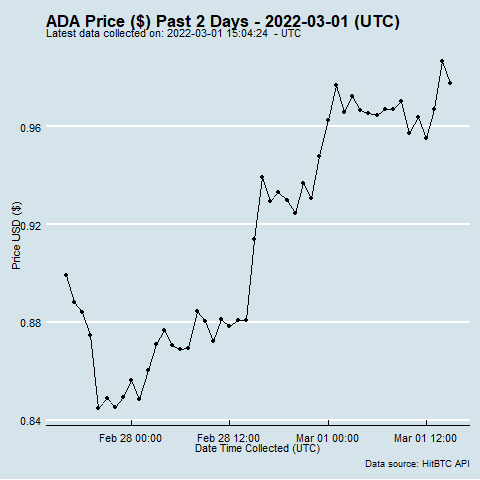 ADA Price ($) Past 2 Days - 2022-03-01 (UTC)
Latest data collected on: 2022-03-01 15:04:24  - UTC
0.96
0.92
Price USD ($)
0.88
0.84
Feb 28 00:00 Feb 28 12:00 Mar 01 00:00 Mar 01 12:00
Date Time Collected (UTC)
Data source: HitBTC API